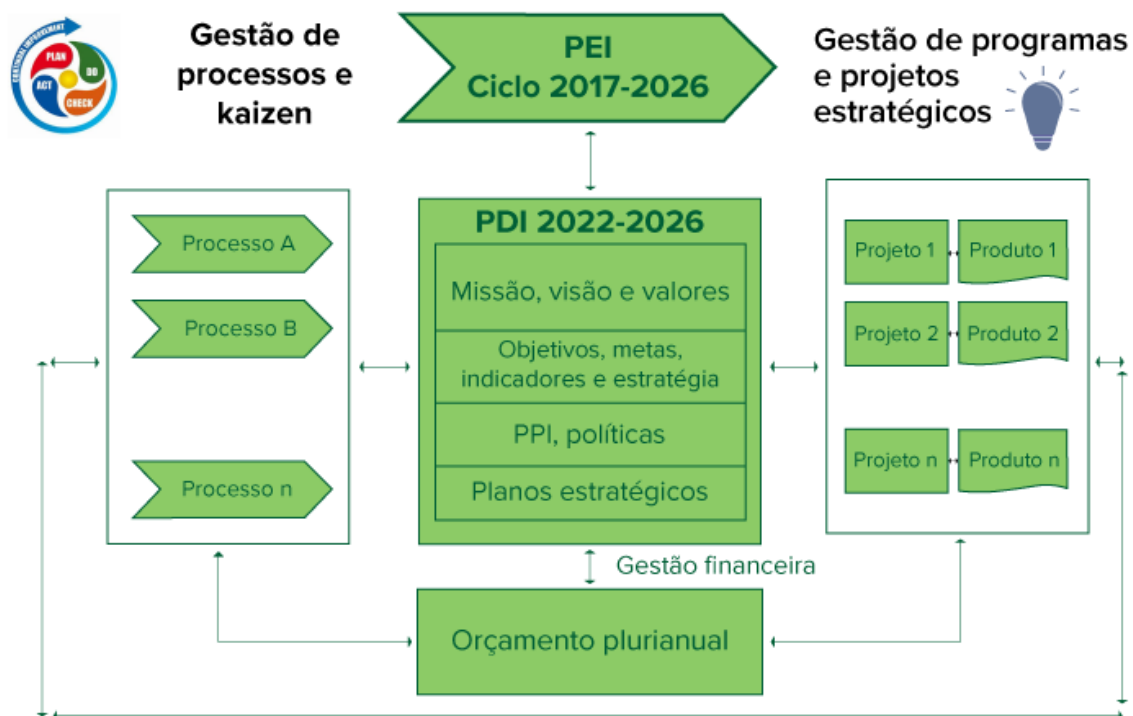 CONTINUAL IMPROVEMENT
PLAN
DO
ACT
CHECK
Gestão de
processos e
kaizen
PEI
Ciclo 2017-2026
Gestão de programas
e projetos
estratégicos
Processo A
Processo B
Processo n
PDI 2022-2026
Missão, visão e valores
Objetivos, metas,
indicadores e estratégia
PPI, políticas
Planos estratégicos
Projeto 1
Produto 1
Projeto 2
Produto 2
Projeto n
Produto n
Gestão financeira
Orçamento plurianual